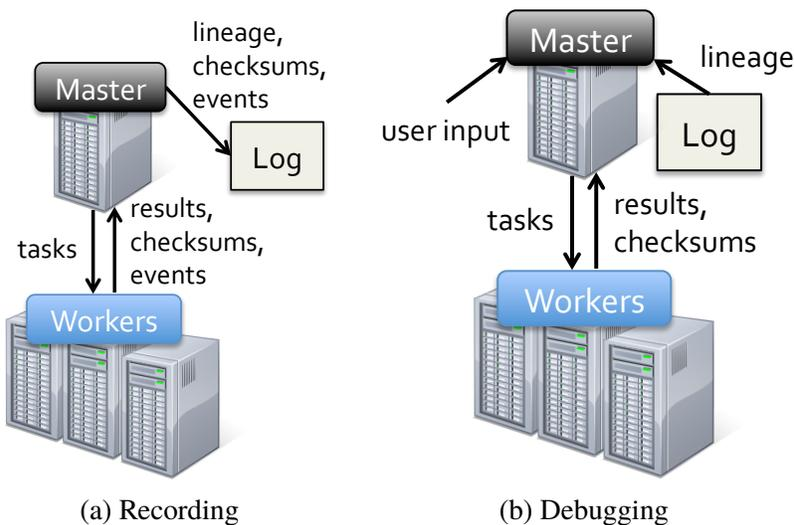 lineage,
checksums,
events
Master
Log
results,
checksums,
events
tasks
Workers
(a) Recording
Master
lineage
user input
Log
tasks
results,
checksums
Workers
(b) Debugging